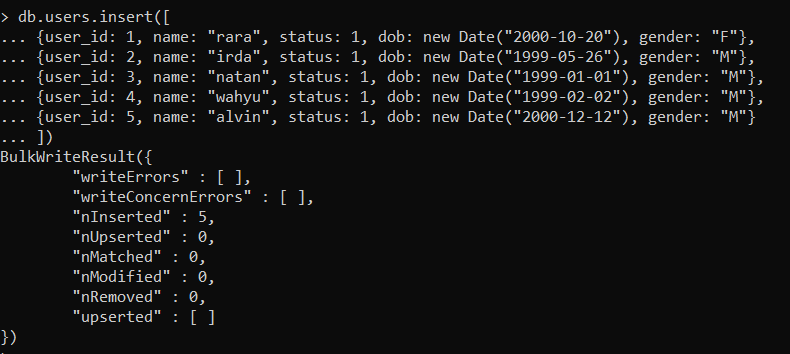 > db.users.insert([
... {user_id: 1, name: "rara", status: 1, dob: new Date("2000-10-20"), gender: "F"},
... {user_id: 2, name: "irda", status: 1, dob: new Date("1999-05-26"), gender: "M"},
... {user_id: 3, name: "natan", status: 1, dob: new Date("1999-01-01"), gender: "M"},
... {user_id: 4, name: "wahyu", status: 1, dob: new Date("1999-02-02"), gender: "M"},
... {user_id: 5, name: "alvin", status: 1, dob: new Date("2000-12-12"), gender: "M"}
... ])
BulkWriteResult({
        "writeErrors" : [ ],
        "writeConcernErrors" : [ ],
        "nInserted" : 5,
        "nUpserted" : 0,
        "nMatched" : 0,
        "nModified" : 0,
        "nRemoved" : 0,
        "upserted" : [ ]
})